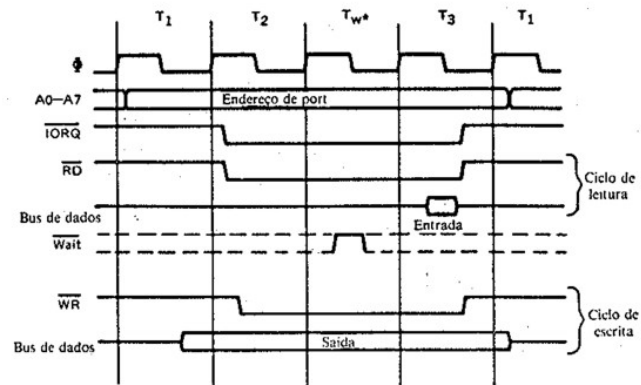 T1 T2 Tw* T3 T1
Φ
A0—A7 Endereço de port
IORQ
RD
Ciclo de
leitura
Bus de dados
Entrada
Wait
WR
Ciclo de
escrita
Bus de dados Saída